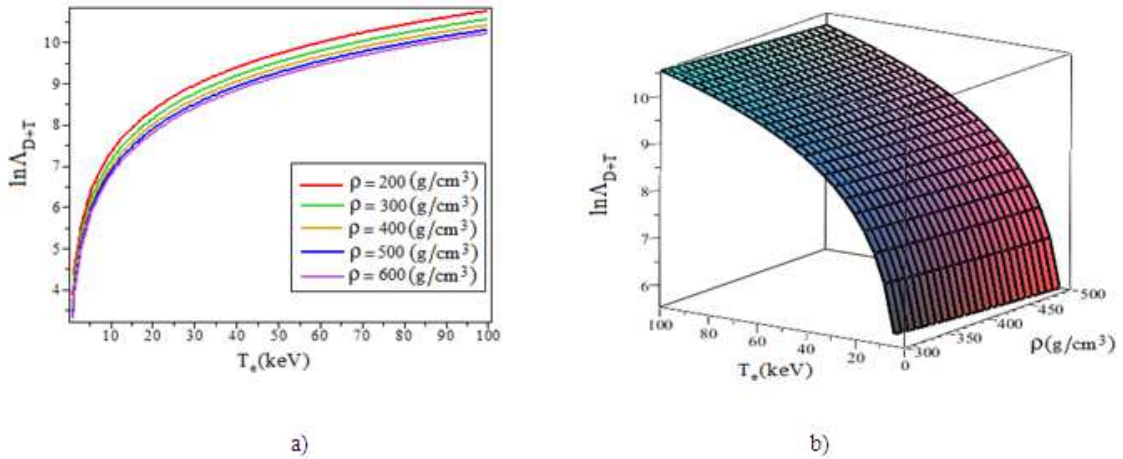 10
9
8
7
6
5
4
lnΛD+T
ρ = 200 (g/cm³)
ρ = 300 (g/cm³)
ρ = 400 (g/cm³)
ρ = 500 (g/cm³)
ρ = 600 (g/cm³)
10 20 30 40 50 60 70 80 90 100
Te(keV)
a)
10
9
8
7
6
lnΛD+T
100 80 60 40 20 0
Te(keV)
300 350 400 450 500
ρ(g/cm³)
b)